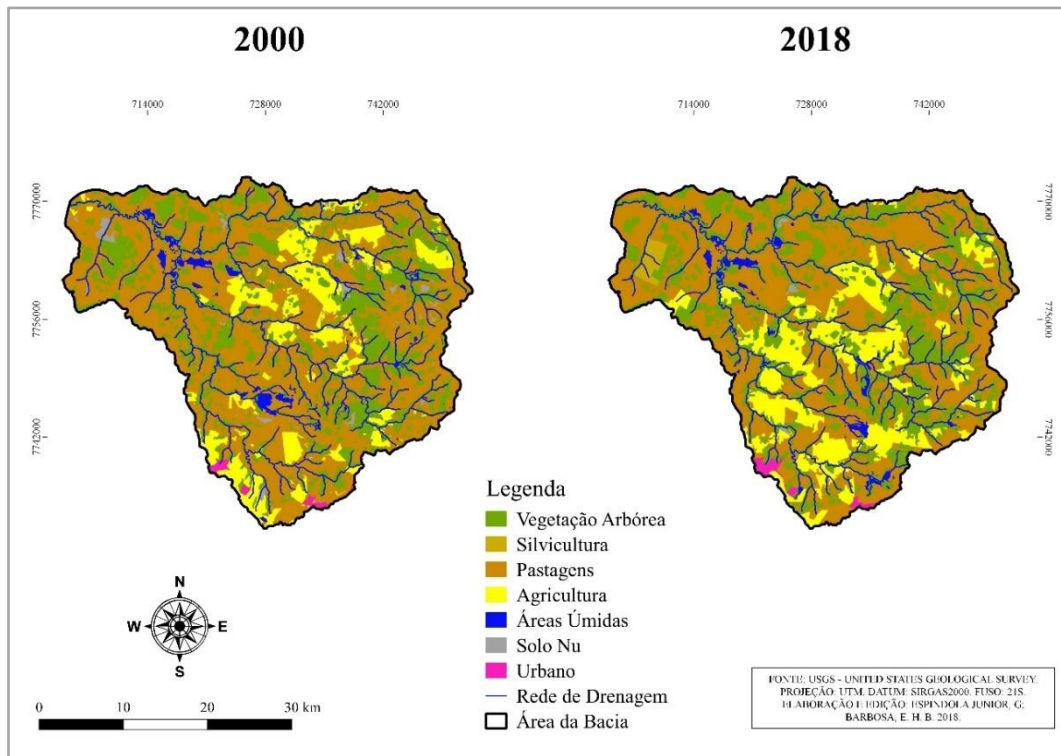 2000
2018
714000 728000 742000
714000 728000 742000
7770000
7756000
7742000
7770000
7756000
7742000
Legenda
Vegetação Arbórea
Silvicultura
Pastagens
Agricultura
Áreas Úmidas
Solo Nu
Urbano
Rede de Drenagem
Área da Bacia
N
W E
S
0 10 20 30 km
FONTE: USGS - UNITED STATES GEOLOGICAL SURVEY.
PROJEÇÃO: UTM. DATUM: SIRGAS2000. FUSO: 21S.
ELABORAÇÃO E EDIÇÃO: ESPINDOLA JUNIOR, G;
BARBOSA, E. H. B. 2018.